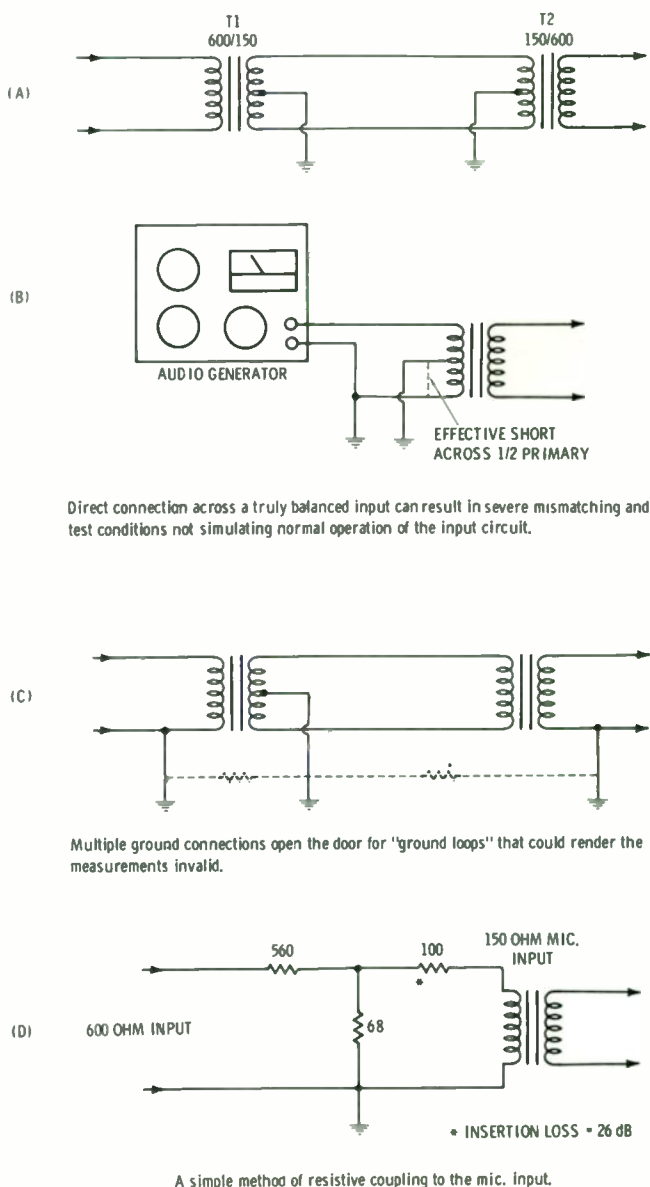 T1
600/150
T2
150/600
(A)
(B)
AUDIO GENERATOR
EFFECTIVE SHORT
ACROSS 1/2 PRIMARY
Direct connection across a truly balanced input can result in severe mismatching and
test conditions not simulating normal operation of the input circuit.
(C)
Multiple ground connections open the door for "ground loops" that could render the
measurements invalid.
(D)
560
100
150 OHM MIC.
INPUT
*
600 OHM INPUT
68
* INSERTION LOSS = 26 dB
A simple method of resistive coupling to the mic. input.